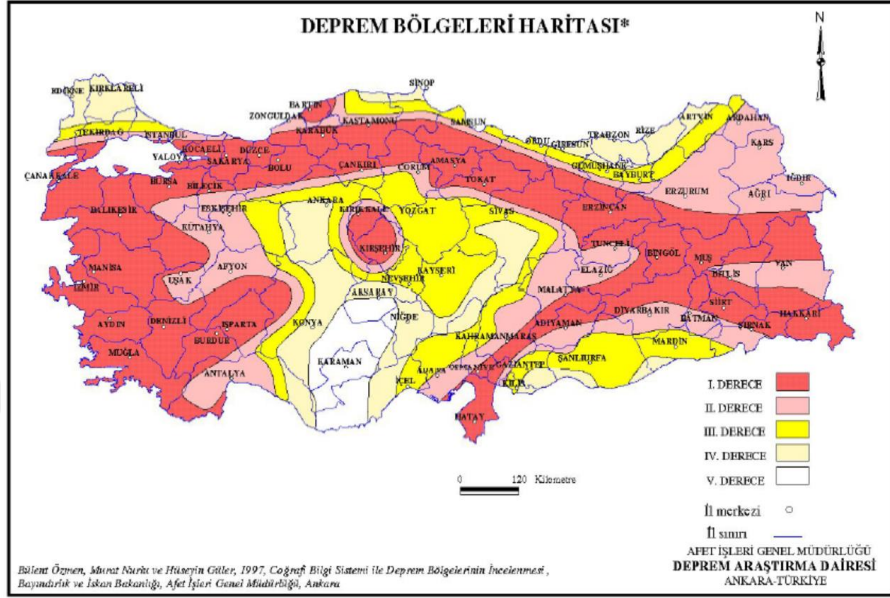 DEPREM BÖLGELERİ HARİTASI*
N
SİNOP
EDİRNE KIRKLARELİ
BARTIN
ZONGULDAK
KASTAMONU
SAMSUN
ARTVİN
ARDAHAN
TEKİRDAĞ
İSTANBUL
KARABÜK
ORDU
GİRESUN
TRABZON
RİZE
KARS
KOCAELİ
DÜZCE
YALOVA
SAKARYA
BOLU
ÇANKIRI
ÇORUM
AMASYA
TOKAT
GÜMÜŞHANE
BAYBURT
ÇANAKKALE
BURSA
BİLECİK
ERZURUM
IĞDIR
AĞRI
BALIKESİR
ESKİŞEHİR
ANKARA
KIRIKKALE
YOZGAT
SİVAS
ERZİNCAN
KÜTAHYA
KIRŞEHİR
TUNCELİ
BİNGÖL
MUŞ
MANİSA
UŞAK
AFYON
NEVŞEHİR
KAYSERİ
ELAZIĞ
BİTLİS
VAN
İZMİR
AKSARAY
MALATYA
SİİRT
AYDIN
DENİZLİ
ISPARTA
KONYA
NİĞDE
ADIYAMAN
DİYARBAKIR
BATMAN
HAKKARİ
BURDUR
KAHRAMANMARAŞ
ŞIRNAK
MUĞLA
ANTALYA
KARAMAN
İÇEL
ADANA
OSMANİYE
GAZİANTEP
ŞANLIURFA
MARDİN
KİLİS
HATAY
I. DERECE
II. DERECE
III. DERECE
IV. DERECE
V. DERECE
0 120 Kilometre
İl merkezi
İl sınırı
AFET İŞLERİ GENEL MÜDÜRLÜĞÜ
DEPREM ARAŞTIRMA DAİRESİ
ANKARA-TÜRKİYE
Bülent Özmen, Murat Nurlu ve Hüseyin Güler, 1997, Coğrafi Bilgi Sistemi ile Deprem Bölgelerinin İncelenmesi,
Bayındırlık ve İskan Bakanlığı, Afet İşleri Genel Müdürlüğü, Ankara